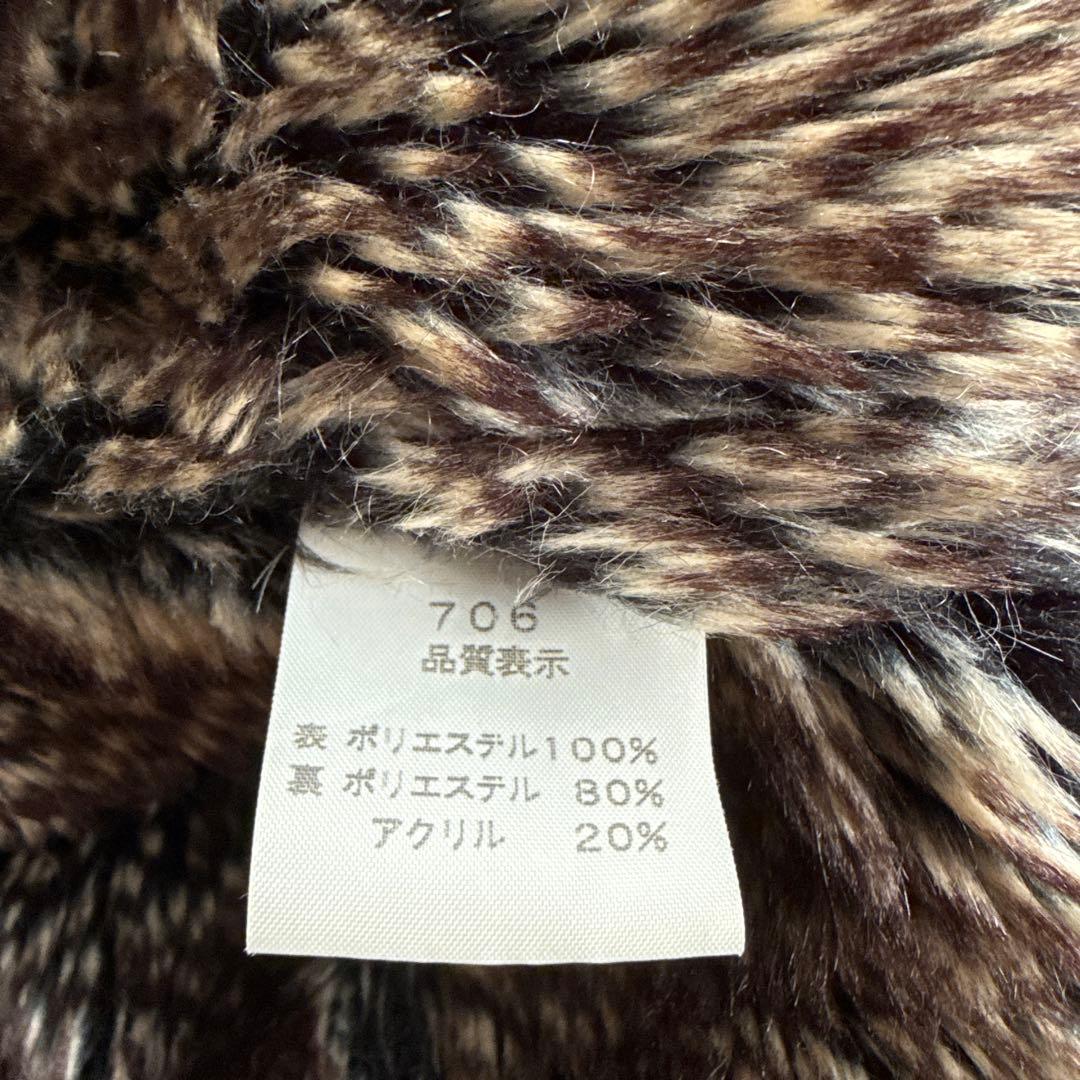 706
品質表示
表 ポリエステル100%
裏 ポリエステル 80%
アクリル 20%